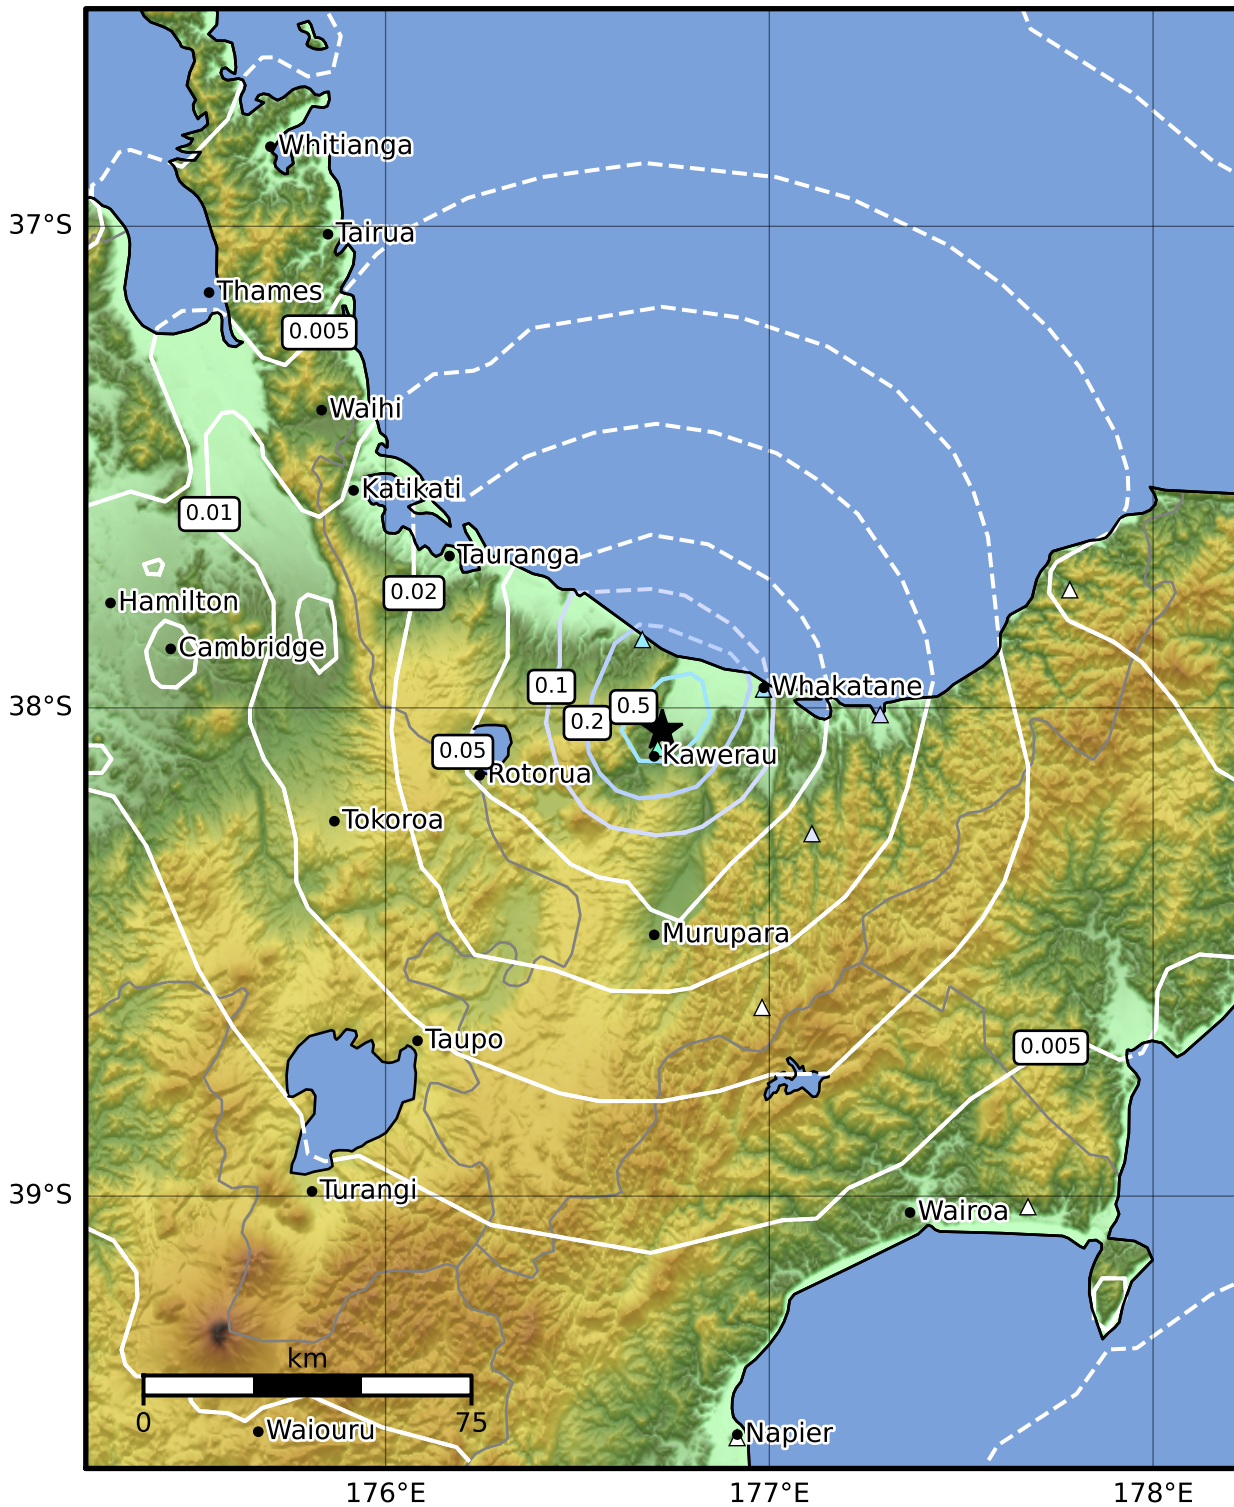 Whitianga
37°S
Tairua
Thames
0.005
Waihi
Katikati
0.01
Tauranga
0.02
Hamilton
Cambridge
0.1
Whakatane
38°S
0.5
0.2
0.05
Kawerau
Rotorua
Tokoroa
Murupara
Taupo
0.005
39°S
Turangi
Wairoa
km
0
75
Waiouru
Napier
176°E
177°E
178°E